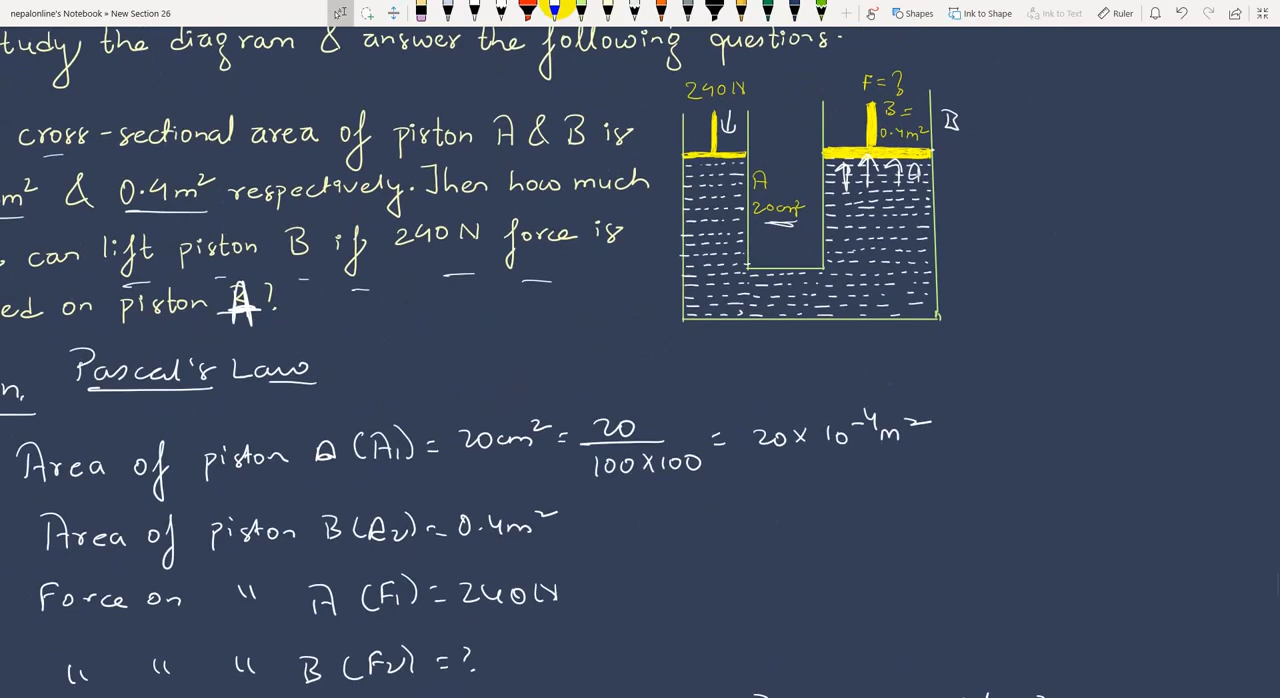 nepalonline's Notebook » New Section 26
Shapes
Ink to Shape
Ink to Text
Ruler
tudy the diagram & answer the following questions.
cross-sectional area of piston A & B is
m² & 0.4m² respectively. Then how much
can lift piston B if 240N force is
ed on piston A?
240N
F = ?
B =
0.4m²
B
A
20cm²
Pascal's Law
n.
Area of piston A (A₁) = 20cm² = 20 / 100×100 = 20 × 10⁻⁴m²
Area of piston B (A₂) = 0.4m²
Force on " A (F₁) = 240N
" " " B (F₂) = ?